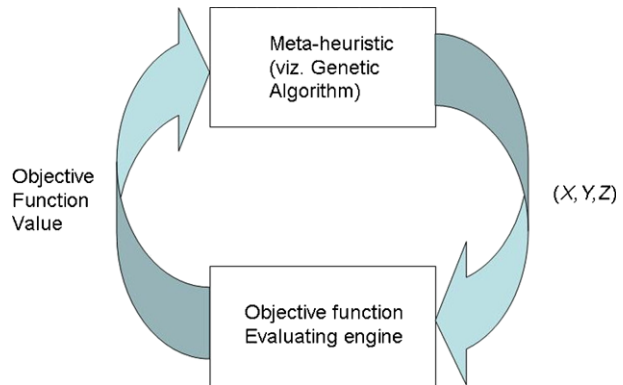 Meta-heuristic
(viz. Genetic
Algorithm)
Objective
Function
Value
(X,Y,Z)
Objective function
Evaluating engine